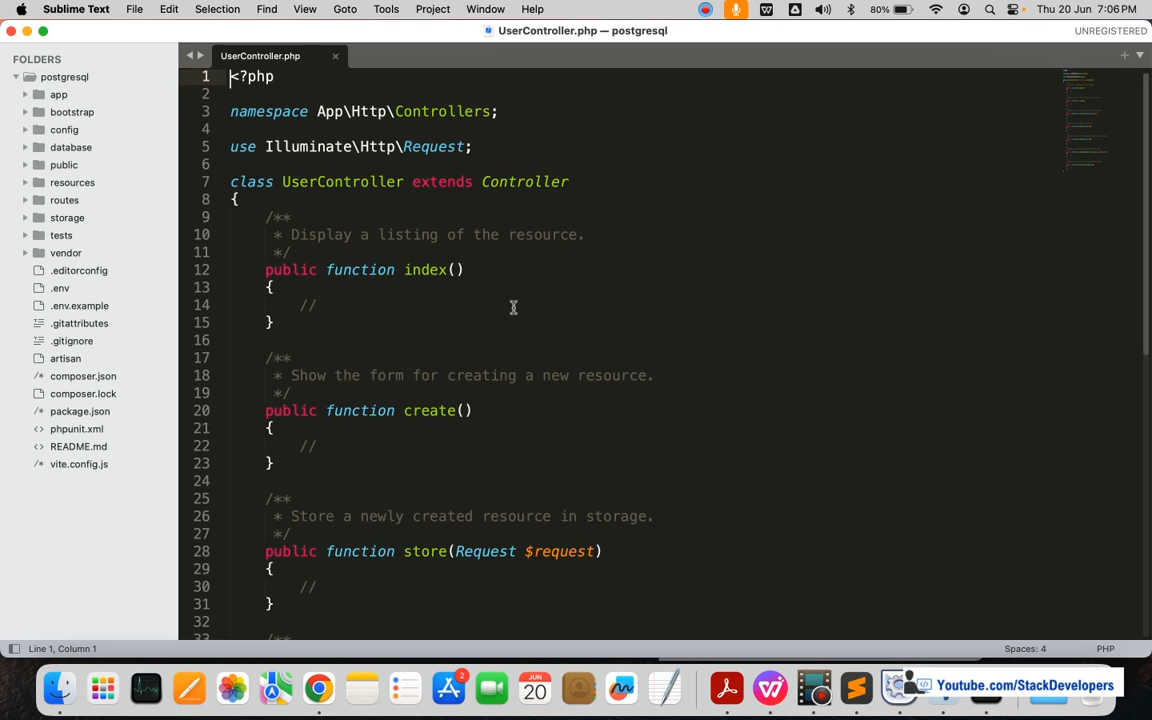 Sublime Text File Edit Selection Find View Goto Tools Project Window Help 80% Thu 20 Jun 7:06 PM
UserController.php — postgresql UNREGISTERED
FOLDERS
postgresql
app
bootstrap
config
database
public
resources
routes
storage
tests
vendor
.editorconfig
.env
.env.example
.gitattributes
.gitignore
artisan
composer.json
composer.lock
package.json
phpunit.xml
README.md
vite.config.js
UserController.php ×
1 <?php
2
3 namespace App\Http\Controllers;
4
5 use Illuminate\Http\Request;
6
7 class UserController extends Controller
8 {
9 /**
10 * Display a listing of the resource.
11 */
12 public function index()
13 {
14 //
15 }
16
17 /**
18 * Show the form for creating a new resource.
19 */
20 public function create()
21 {
22 //
23 }
24
25 /**
26 * Store a newly created resource in storage.
27 */
28 public function store(Request $request)
29 {
30 //
31 }
32
33 /**
Line 1, Column 1 Spaces: 4 PHP
2
JUN
20
Youtube.com/StackDevelopers